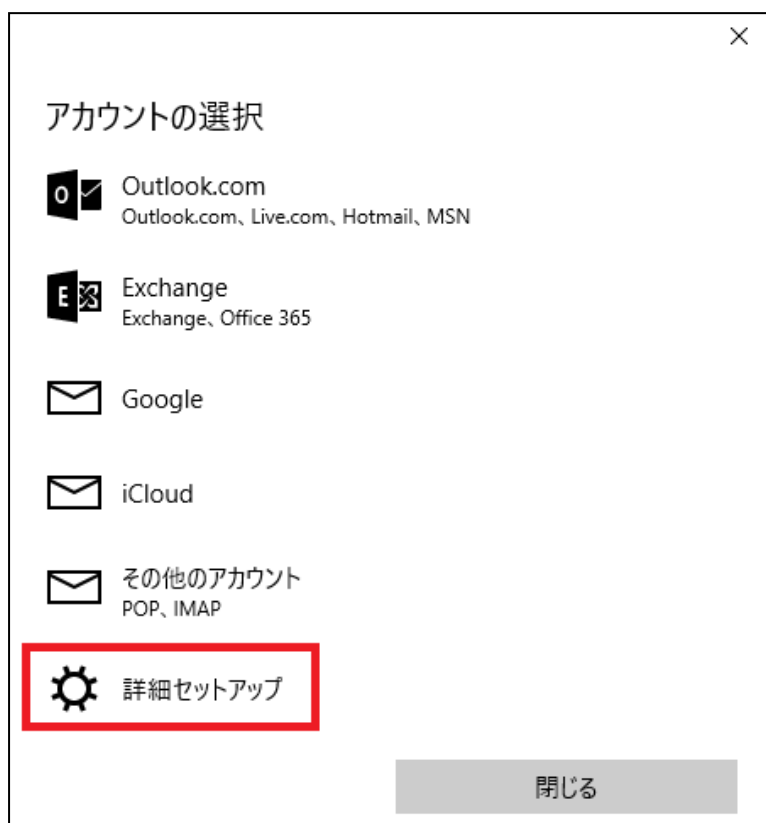 アカウントの選択
Outlook.com
Outlook.com、Live.com、Hotmail、MSN
Exchange
Exchange、Office 365
Google
iCloud
その他のアカウント
POP、IMAP
詳細セットアップ
閉じる